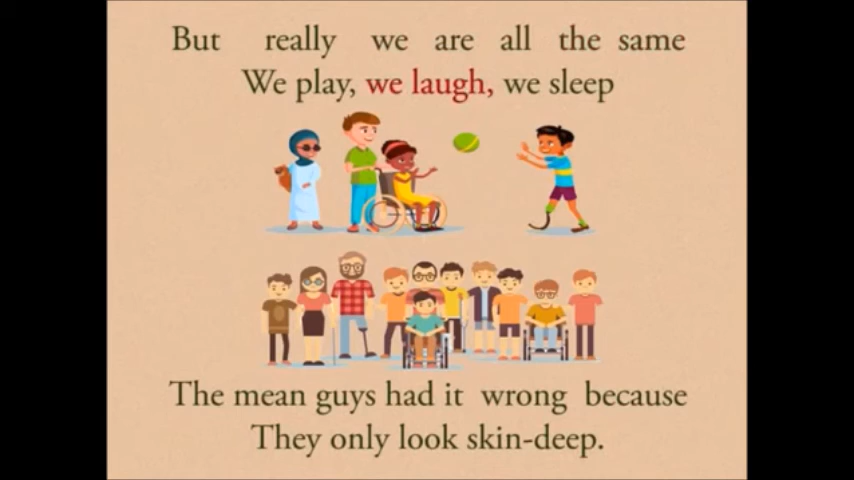 But really we are all the same
We play, we laugh, we sleep
The mean guys had it wrong because
They only look skin-deep.